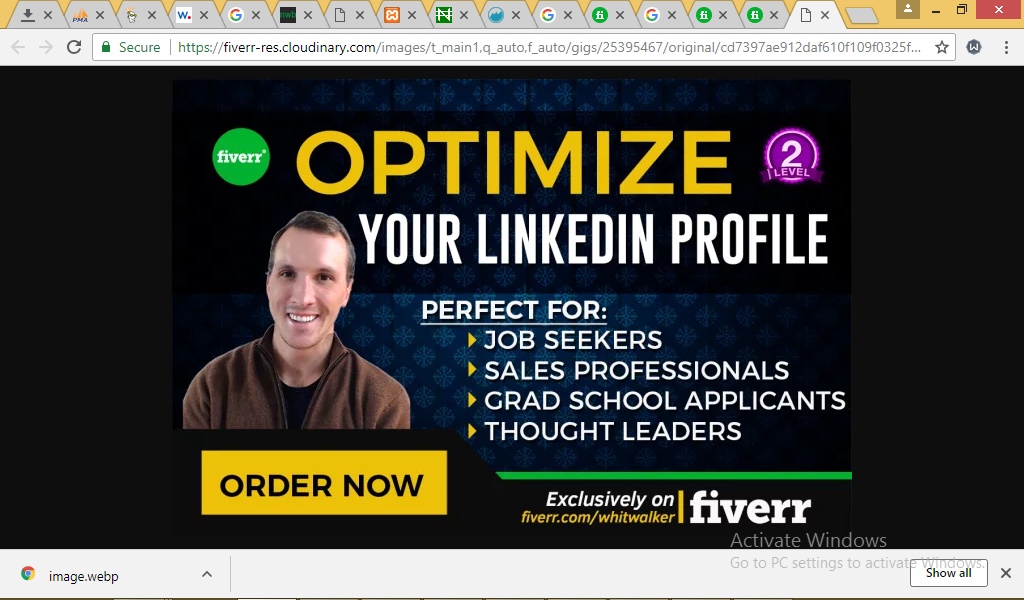 PMA
W.
nwb
Secure
https://fiverr-res.cloudinary.com/images/t_main1,q_auto,f_auto/gigs/25395467/original/cd7397ae912daf610f109f0325f...
fiverr
OPTIMIZE
2
LEVEL
YOUR LINKEDIN PROFILE
PERFECT FOR:
JOB SEEKERS
SALES PROFESSIONALS
GRAD SCHOOL APPLICANTS
THOUGHT LEADERS
ORDER NOW
Exclusively on
fiverr.com/whitwalker
fiverr
Activate Windows
Go to PC settings to activate Windows.
image.webp
Show all